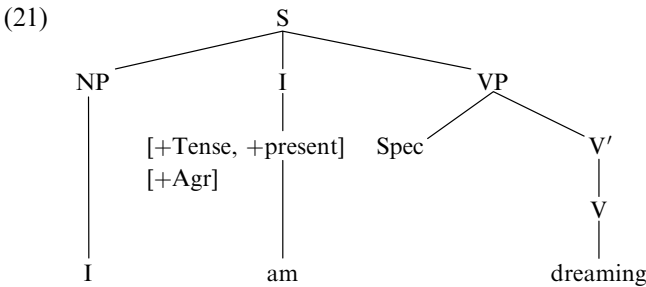 (21) S
NP I VP
[+Tense, +present] Spec V′
[+Agr]
V
I am dreaming